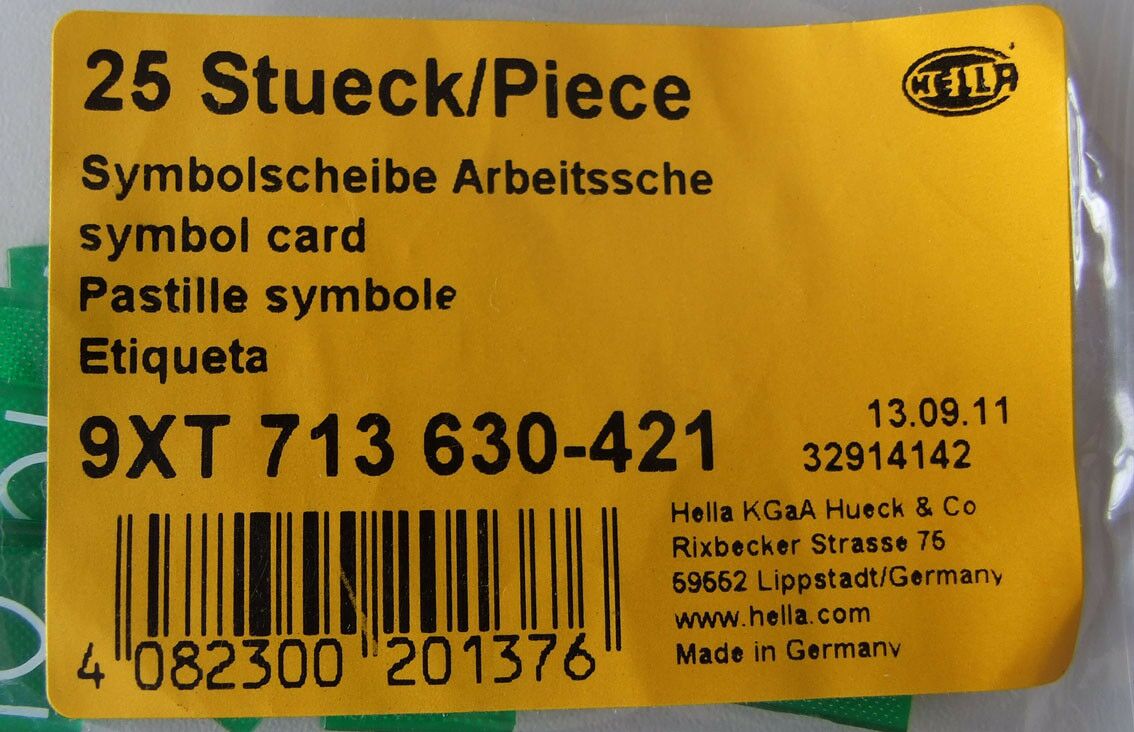 25 Stueck/Piece
HELLA
Symbolscheibe Arbeitssche
symbol card
Pastille symbole
Etiqueta
9XT 713 630-421
13.09.11
32914142
Hella KGaA Hueck & Co
Rixbecker Strasse 75
59552 Lippstadt/Germany
www.hella.com
Made in Germany
4 082300 201376